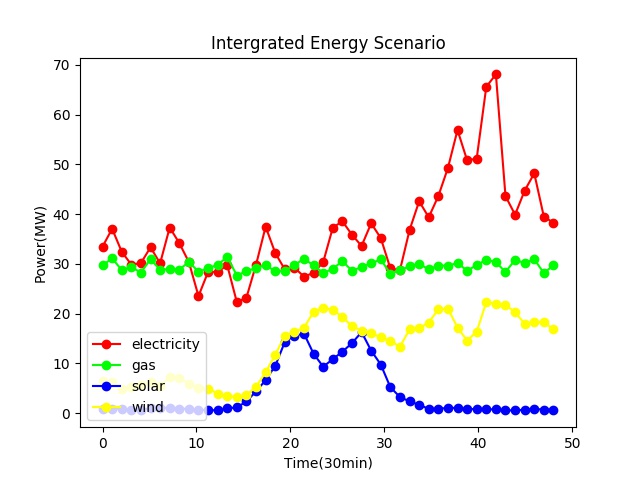 Intergrated Energy Scenario
70
60
50
40
30
20
10
0
Power(MW)
electricity
gas
solar
wind
0 10 20 30 40 50
Time(30min)